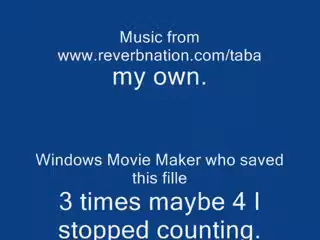 Music from
www.reverbnation.com/taba
my own.
Windows Movie Maker who saved
this fille
3 times maybe 4 I
stopped counting.